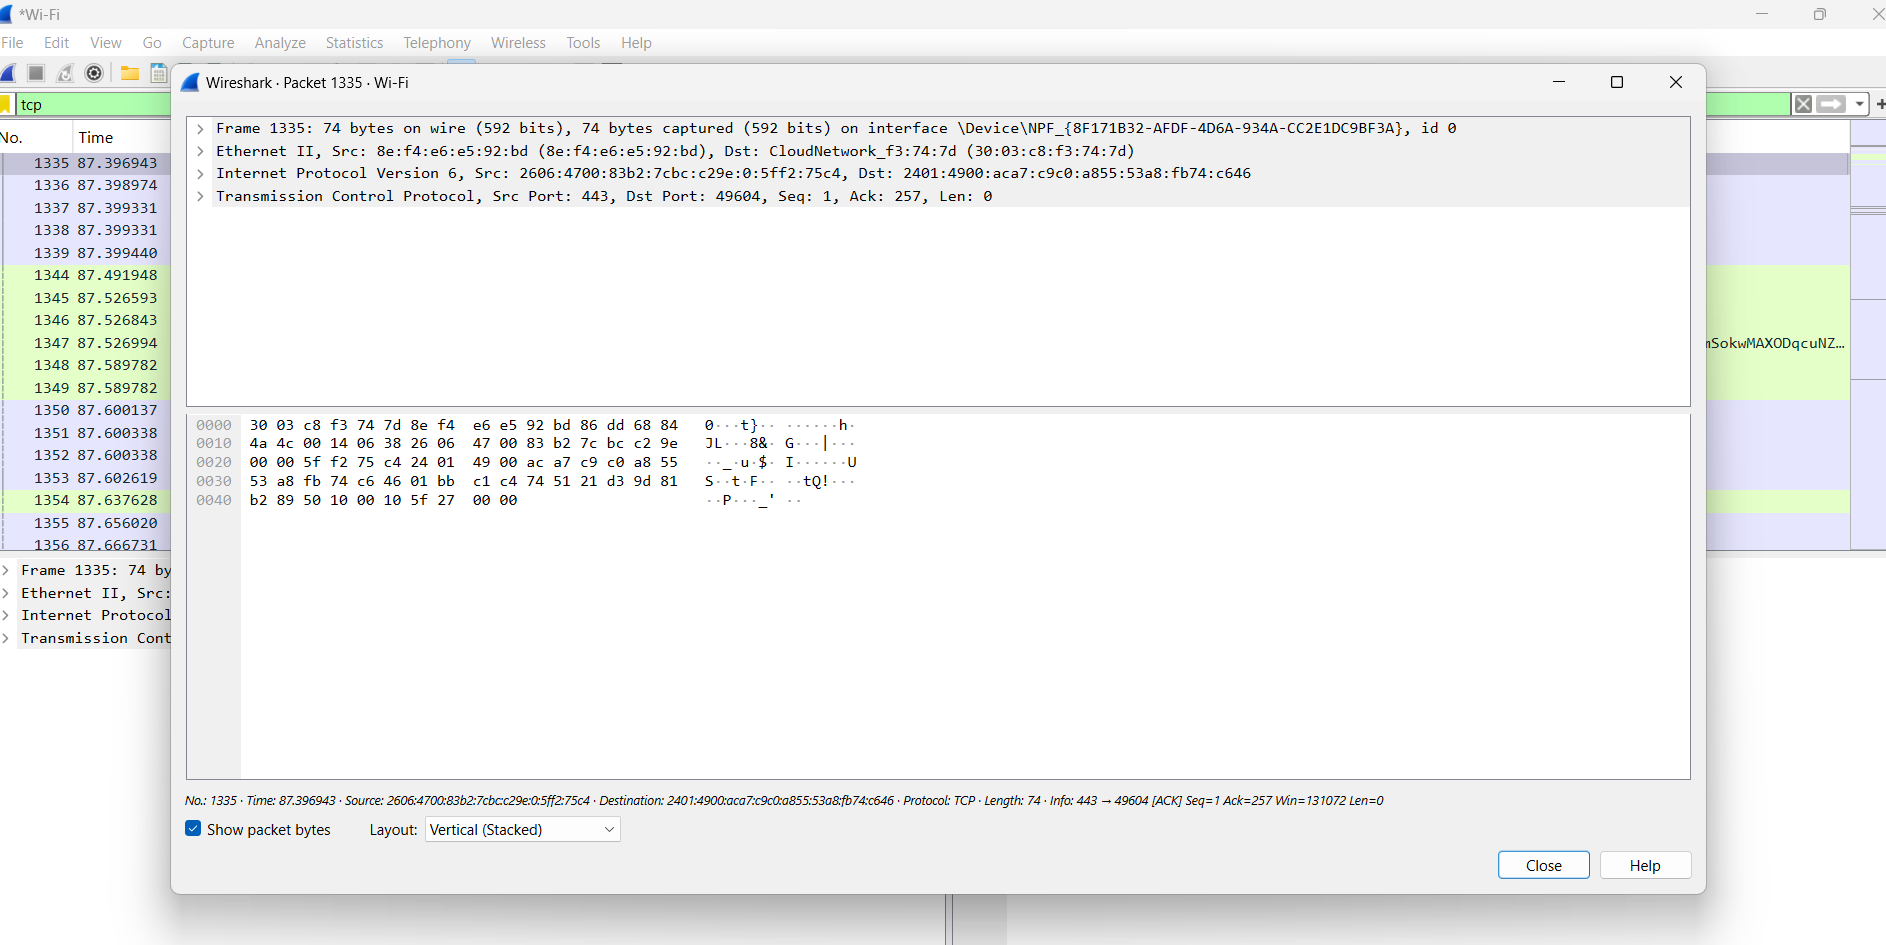 *Wi-Fi
File Edit View Go Capture Analyze Statistics Telephony Wireless Tools Help
Wireshark · Packet 1335 · Wi-Fi
tcp
No. Time
1335 87.396943
1336 87.398974
1337 87.399331
1338 87.399331
1339 87.399440
1344 87.491948
1345 87.526593
1346 87.526843
1347 87.526994
1348 87.589782
1349 87.589782
1350 87.600137
1351 87.600338
1352 87.600338
1353 87.602619
1354 87.637628
1355 87.656020
1356 87.666731
SokwMAXODqcuNZ…
Frame 1335: 74 by
Ethernet II, Src:
Internet Protocol
Transmission Cont
Frame 1335: 74 bytes on wire (592 bits), 74 bytes captured (592 bits) on interface \Device\NPF_{8F171B32-AFDF-4D6A-934A-CC2E1DC9BF3A}, id 0
Ethernet II, Src: 8e:f4:e6:e5:92:bd (8e:f4:e6:e5:92:bd), Dst: CloudNetwork_f3:74:7d (30:03:c8:f3:74:7d)
Internet Protocol Version 6, Src: 2606:4700:83b2:7cbc:c29e:0:5ff2:75c4, Dst: 2401:4900:aca7:c9c0:a855:53a8:fb74:c646
Transmission Control Protocol, Src Port: 443, Dst Port: 49604, Seq: 1, Ack: 257, Len: 0
0000 30 03 c8 f3 74 7d 8e f4 e6 e5 92 bd 86 dd 68 84 0···t}·· ······h·
0010 4a 4c 00 14 06 38 26 06 47 00 83 b2 7c bc c2 9e JL···8&· G···|···
0020 00 00 5f f2 75 c4 24 01 49 00 ac a7 c9 c0 a8 55 ··_·u·$· I······U
0030 53 a8 fb 74 c6 46 01 bb c1 c4 74 51 21 d3 9d 81 S··t·F·· ··tQ!···
0040 b2 89 50 10 00 10 5f 27 00 00 ··P···_' ··
No.: 1335 · Time: 87.396943 · Source: 2606:4700:83b2:7cbc:c29e:0:5ff2:75c4 · Destination: 2401:4900:aca7:c9c0:a855:53a8:fb74:c646 · Protocol: TCP · Length: 74 · Info: 443 → 49604 [ACK] Seq=1 Ack=257 Win=131072 Len=0
Show packet bytes Layout: Vertical (Stacked)
Close Help